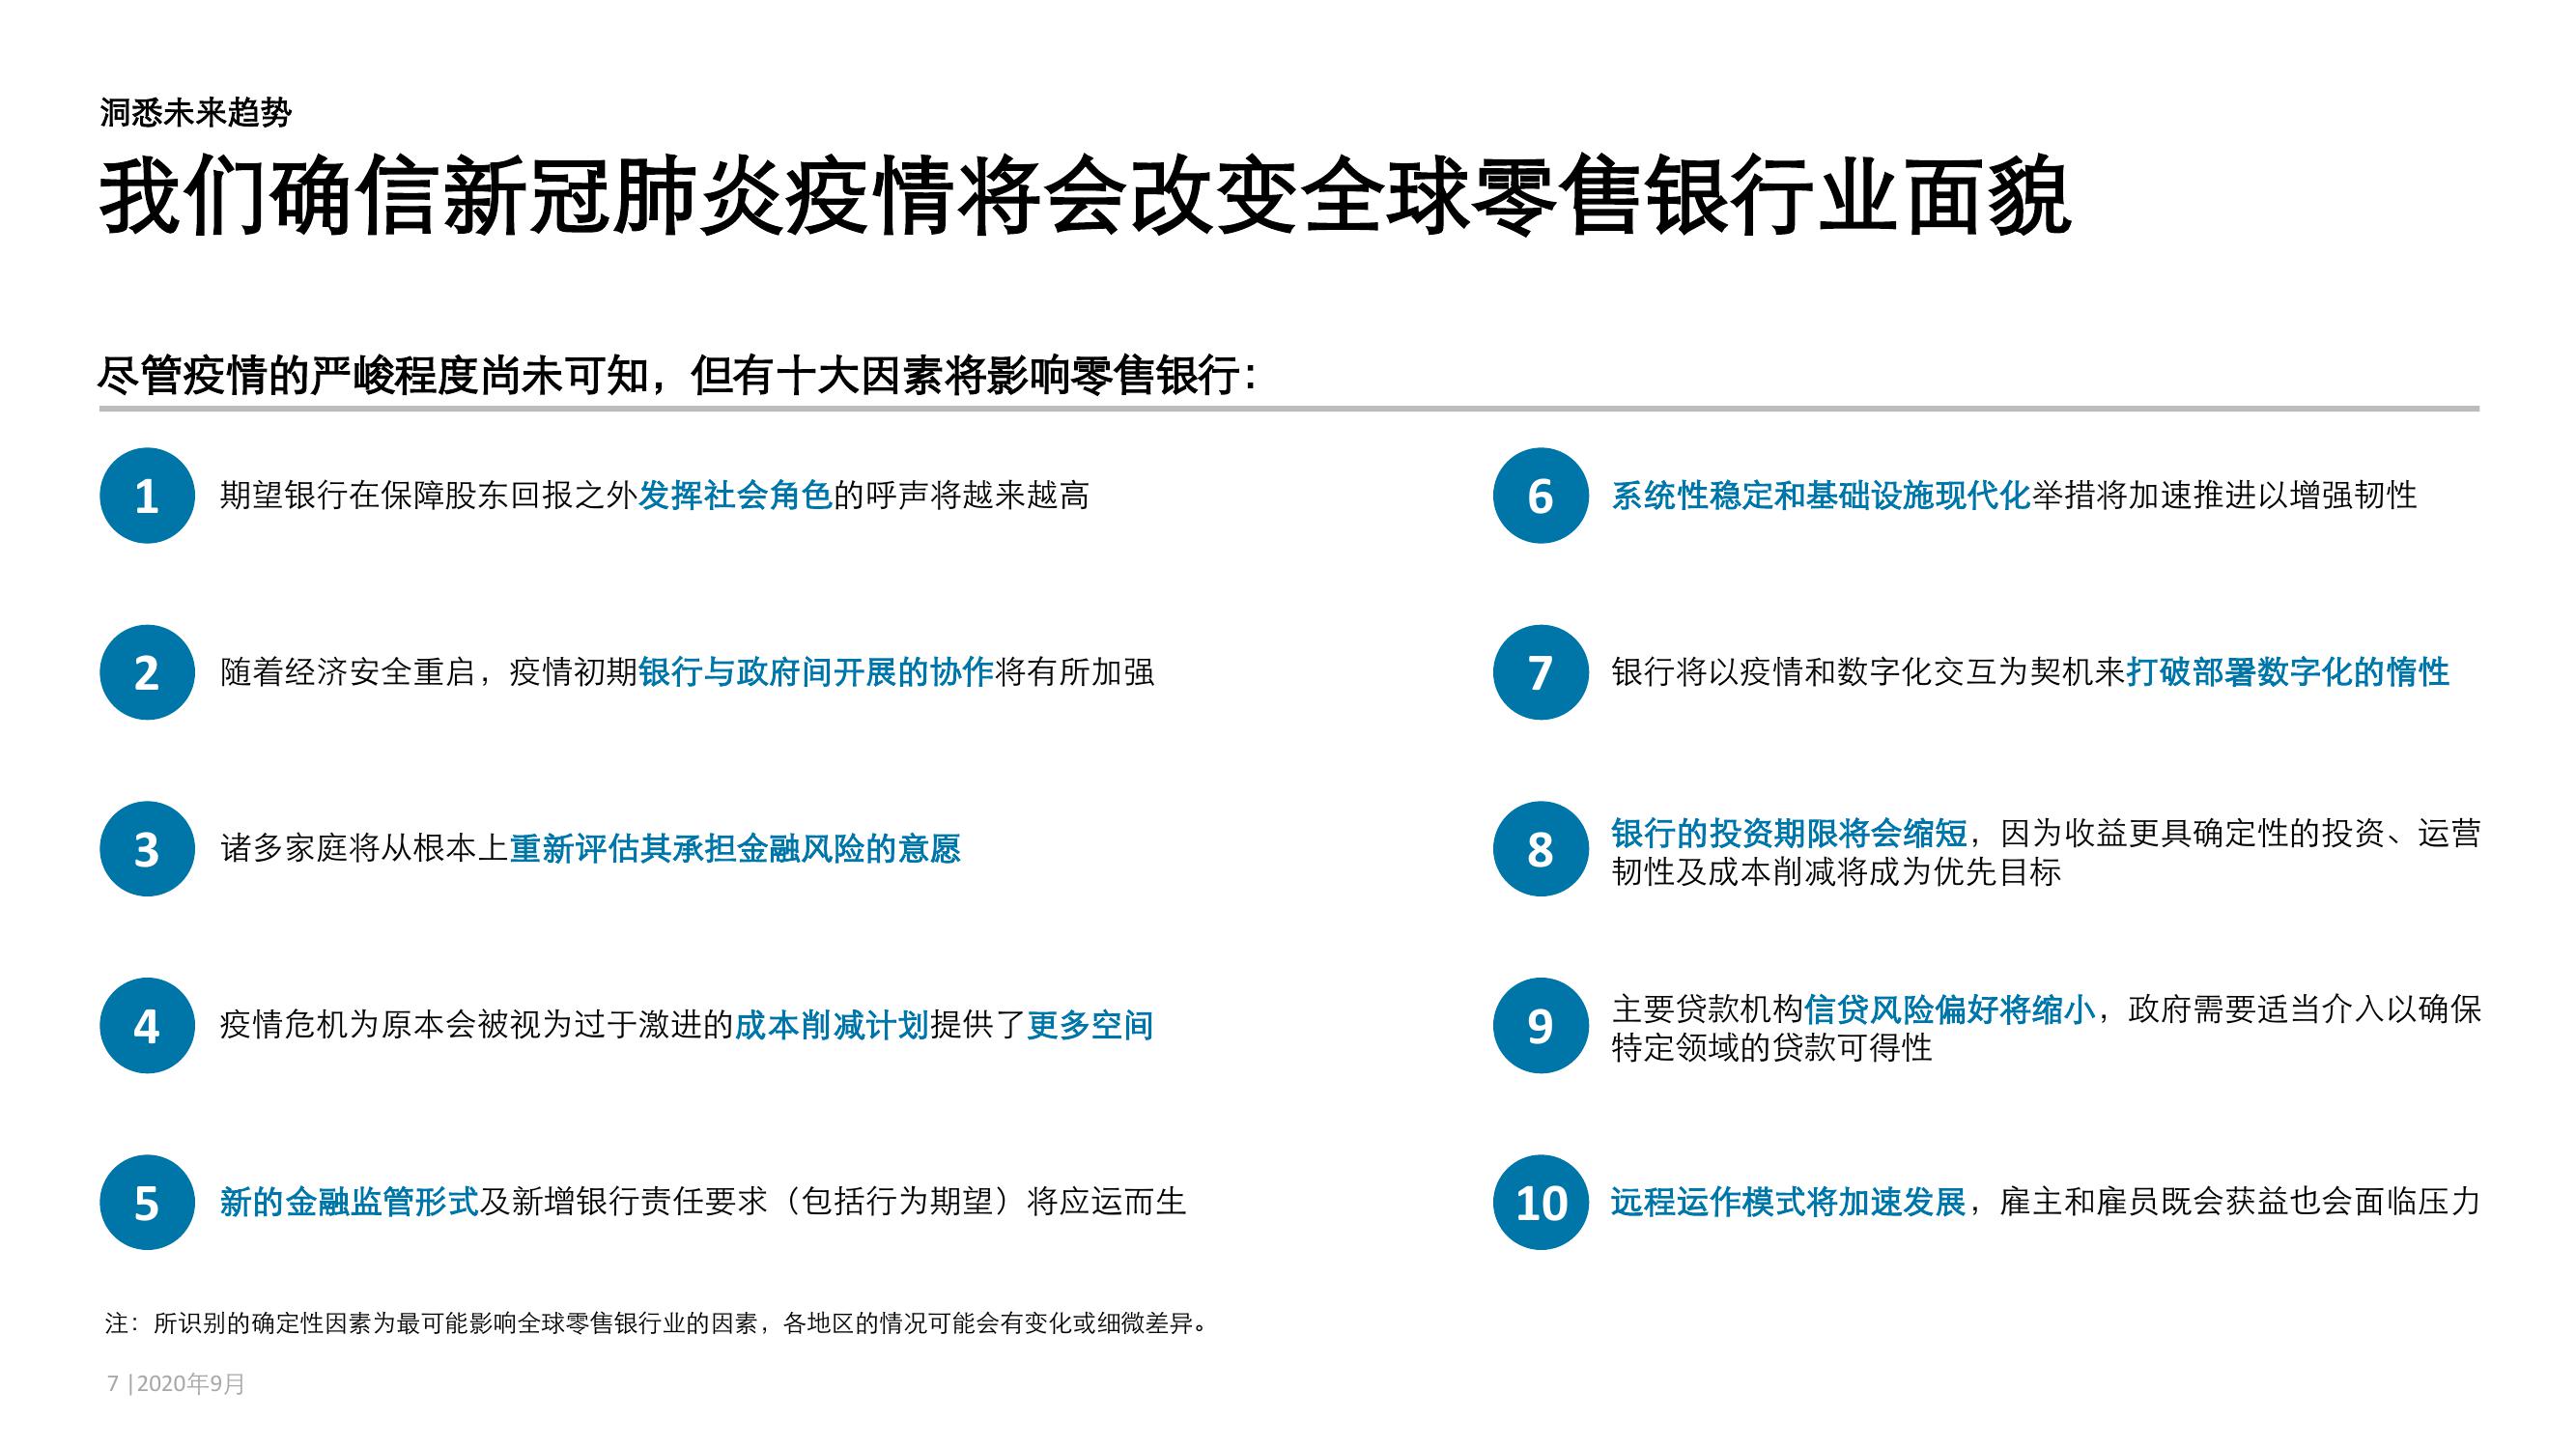 洞悉未来趋势
我们确信新冠肺炎疫情将会改变全球零售银行业面貌
尽管疫情的严峻程度尚未可知，但有十大因素将影响零售银行：
1
期望银行在保障股东回报之外发挥社会角色的呼声将越来越高
2
随着经济安全重启，疫情初期银行与政府间开展的协作将有所加强
3
诸多家庭将从根本上重新评估其承担金融风险的意愿
4
疫情危机为原本会被视为过于激进的成本削减计划提供了更多空间
5
新的金融监管形式及新增银行责任要求（包括行为期望）将应运而生
6
系统性稳定和基础设施现代化举措将加速推进以增强韧性
7
银行将以疫情和数字化交互为契机来打破部署数字化的惰性
8
银行的投资期限将会缩短，因为收益更具确定性的投资、运营
韧性及成本削减将成为优先目标
9
主要贷款机构信贷风险偏好将缩小，政府需要适当介入以确保
特定领域的贷款可得性
10
远程运作模式将加速发展，雇主和雇员既会获益也会面临压力
注：所识别的确定性因素为最可能影响全球零售银行业的因素，各地区的情况可能会有变化或细微差异。
7 |2020年9月